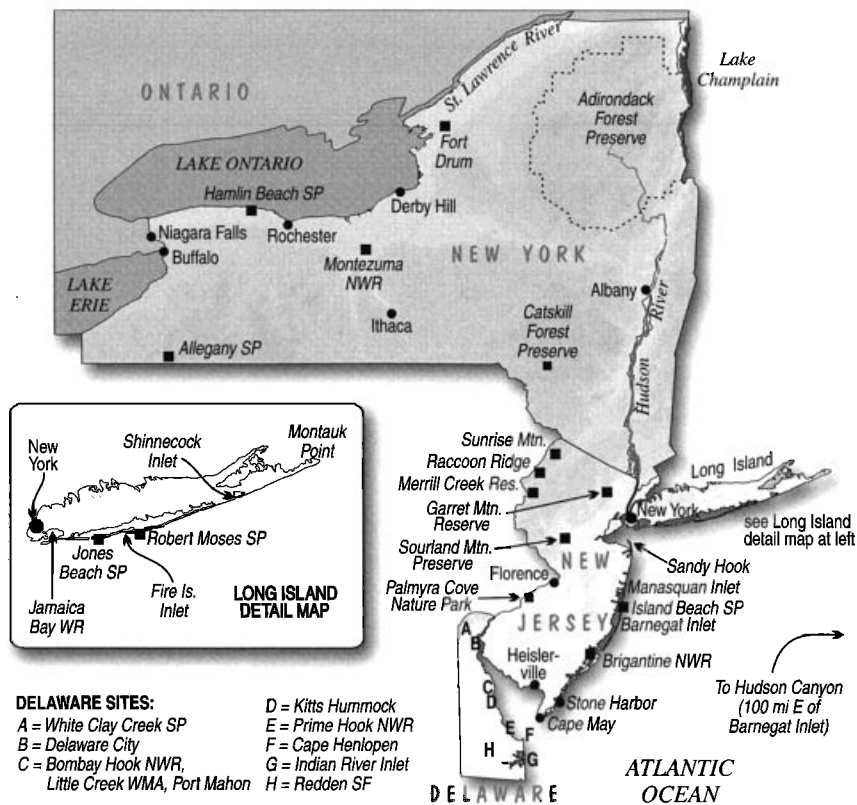 Lake
Champlain
St. Lawrence River
ONTARIO
Adirondack
Forest
Preserve
Fort
Drum
LAKE ONTARIO
Hamlin Beach SP
Derby Hill
Niagara Falls
Rochester
Buffalo
NEW YORK
Montezuma
NWR
LAKE
ERIE
Albany
Hudson River
Ithaca
Catskill
Forest
Preserve
Allegany SP
New
York
Shinnecock
Inlet
Montauk
Point
Jones
Beach SP
Robert Moses SP
Jamaica
Bay WR
Fire Is.
Inlet
LONG ISLAND
DETAIL MAP
Sunrise Mtn.
Raccoon Ridge
Merrill Creek Res.
Garret Mtn.
Reserve
Long Island
New York
see Long Island
detail map at left
Sourland Mtn.
Preserve
NEW
JERSEY
Sandy Hook
Florence
Manasquan Inlet
Palmyra Cove
Nature Park
Island Beach SP
Barnegat Inlet
A
B
Heisler-
ville
Brigantine NWR
C
D
Stone Harbor
Cape May
To Hudson Canyon
(100 mi E of
Barnegat Inlet)
E
F
H
G
DELAWARE
ATLANTIC
OCEAN
DELAWARE SITES:
A = White Clay Creek SP
B = Delaware City
C = Bombay Hook NWR,
Little Creek WMA, Port Mahon
D = Kitts Hummock
E = Prime Hook NWR
F = Cape Henlopen
G = Indian River Inlet
H = Redden SF